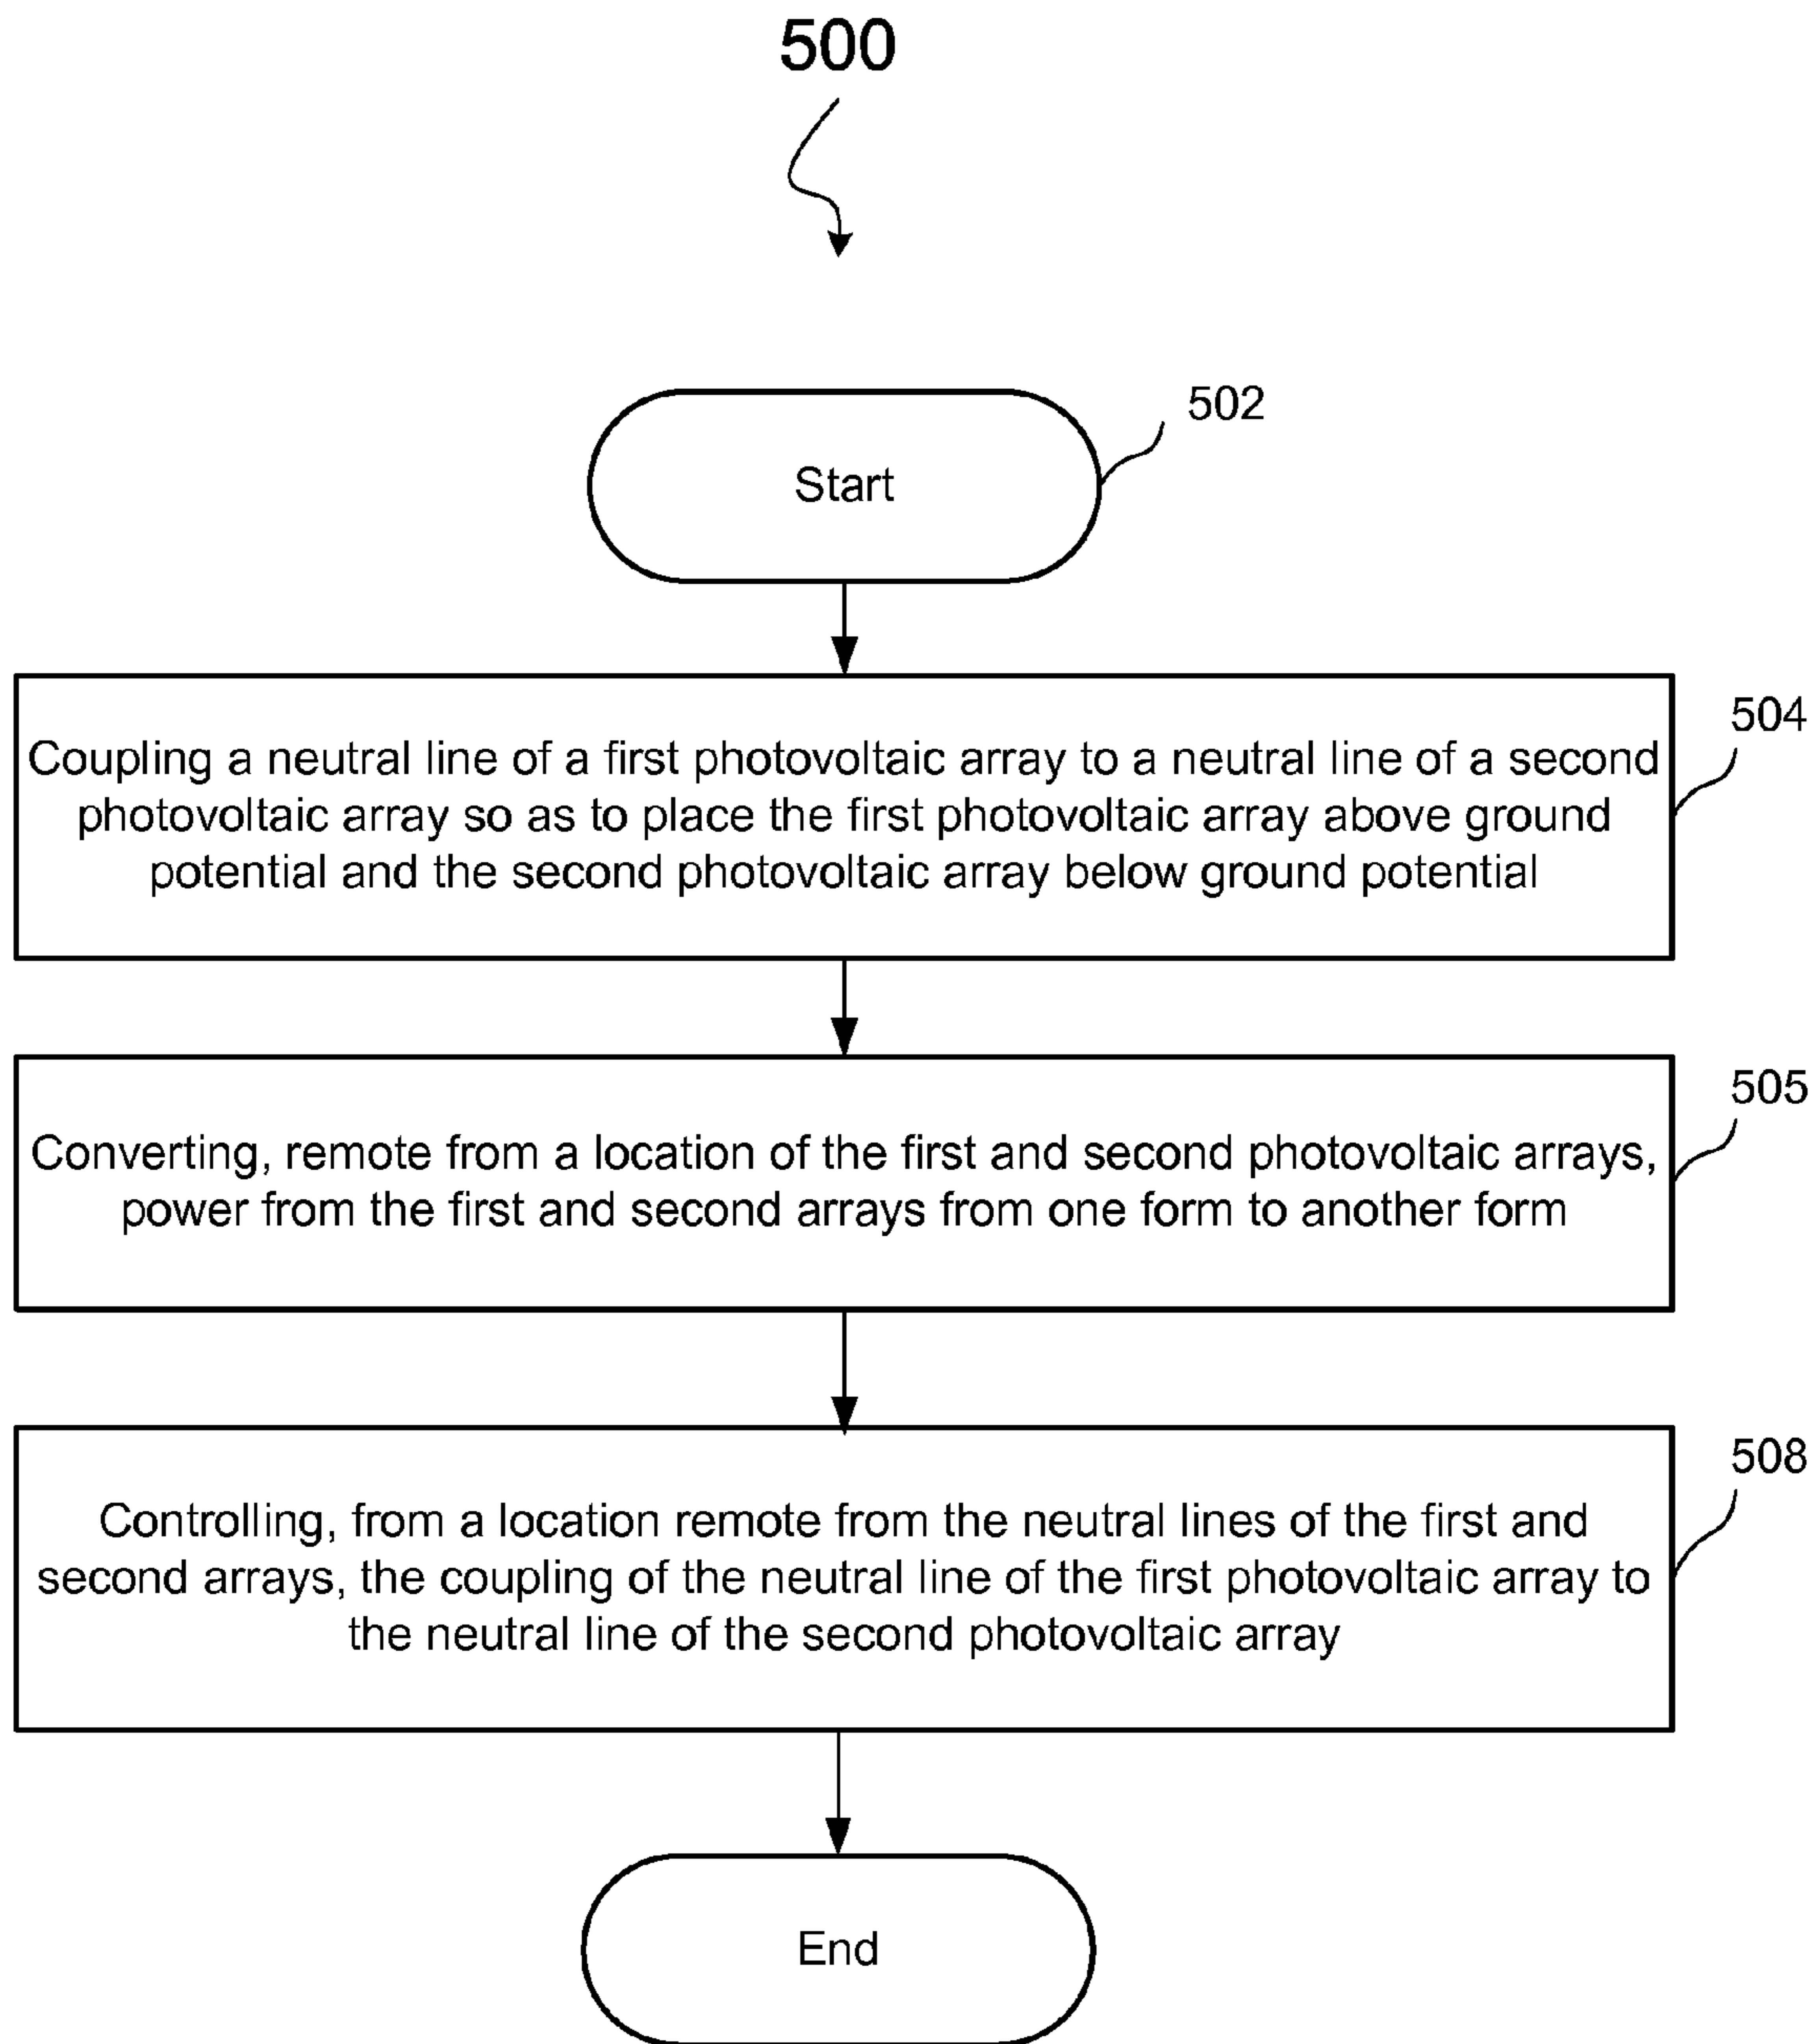 500
502
Start
504
Coupling a neutral line of a first photovoltaic array to a neutral line of a second
photovoltaic array so as to place the first photovoltaic array above ground
potential and the second photovoltaic array below ground potential
505
Converting, remote from a location of the first and second photovoltaic arrays,
power from the first and second arrays from one form to another form
508
Controlling, from a location remote from the neutral lines of the first and
second arrays, the coupling of the neutral line of the first photovoltaic array to
the neutral line of the second photovoltaic array
End